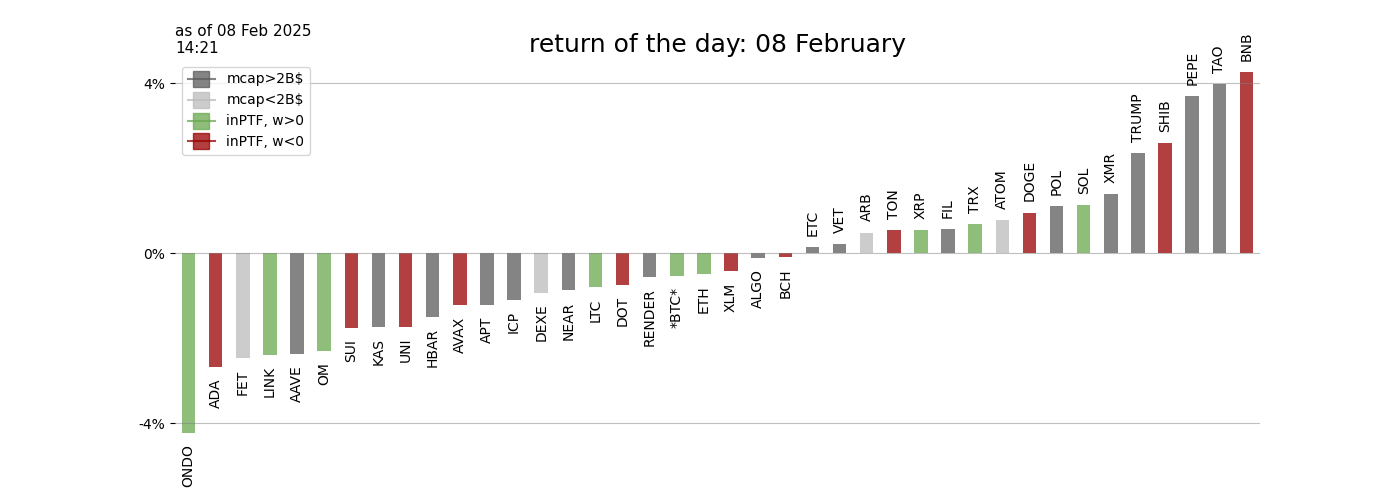 as of 08 Feb 2025
14:21
return of the day: 08 February
mcap>2B$
mcap<2B$
inPTF, w>0
inPTF, w<0
4%
0%
-4%
ONDO
ADA
FET
LINK
AAVE
OM
SUI
KAS
UNI
HBAR
AVAX
APT
ICP
DEXE
NEAR
LTC
DOT
RENDER
*BTC*
ETH
XLM
ALGO
BCH
ETC
VET
ARB
TON
XRP
FIL
TRX
ATOM
DOGE
POL
SOL
XMR
TRUMP
SHIB
PEPE
TAO
BNB